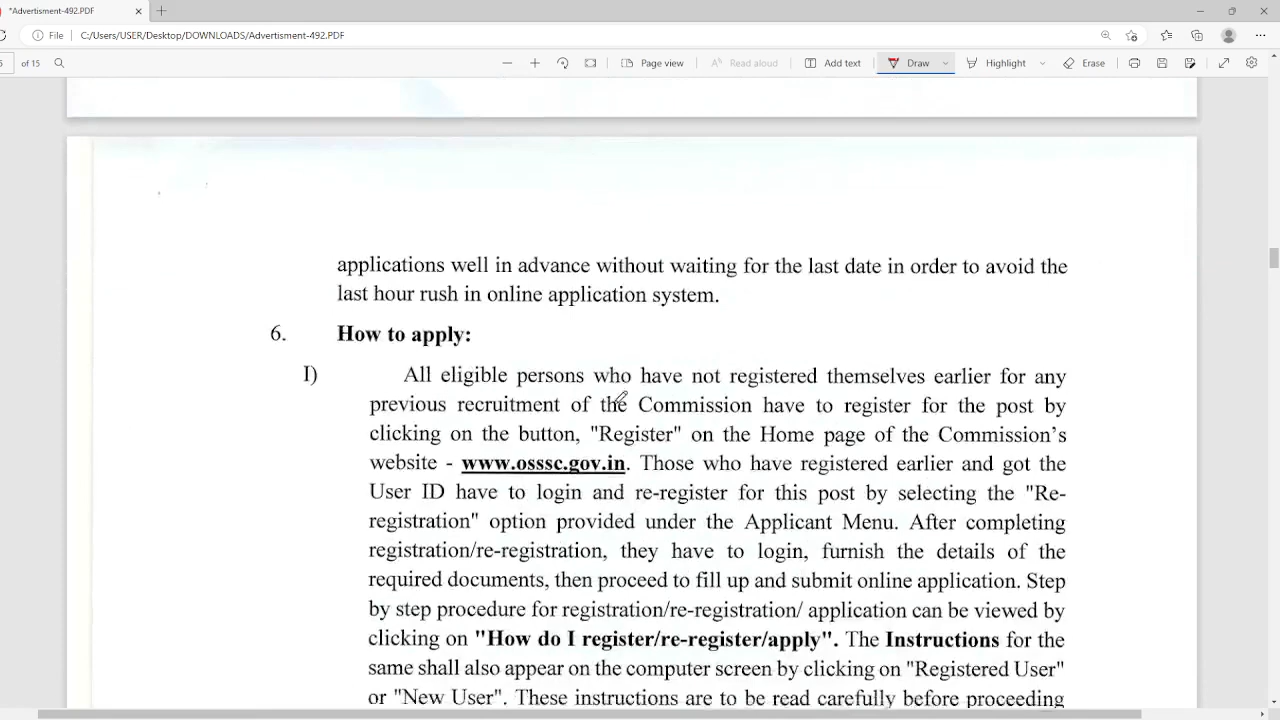 *Advertisment-492.PDF
File C:/Users/USER/Desktop/DOWNLOADS/Advertisment-492.PDF
of 15 Page view Read aloud Add text Draw Highlight Erase
applications well in advance without waiting for the last date in order to avoid the
last hour rush in online application system.
6. How to apply:
I) All eligible persons who have not registered themselves earlier for any
previous recruitment of the Commission have to register for the post by
clicking on the button, "Register" on the Home page of the Commission's
website - www.osssc.gov.in. Those who have registered earlier and got the
User ID have to login and re-register for this post by selecting the "Re-
registration" option provided under the Applicant Menu. After completing
registration/re-registration, they have to login, furnish the details of the
required documents, then proceed to fill up and submit online application. Step
by step procedure for registration/re-registration/ application can be viewed by
clicking on "How do I register/re-register/apply". The Instructions for the
same shall also appear on the computer screen by clicking on "Registered User"
or "New User". These instructions are to be read carefully before proceeding